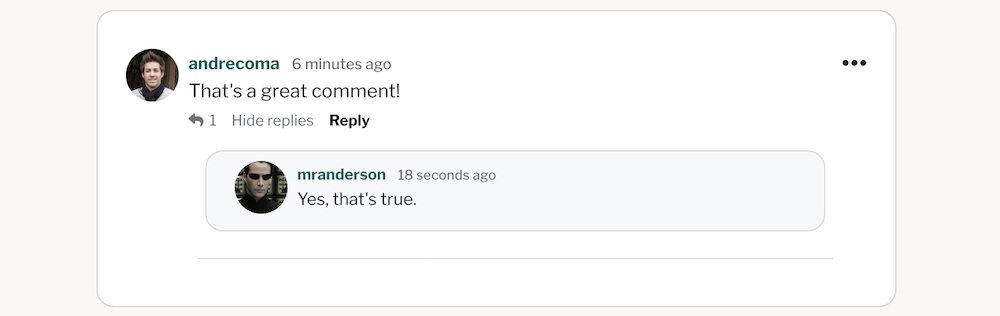 andrecoma 6 minutes ago
That's a great comment!
1 Hide replies Reply
mranderson 18 seconds ago
Yes, that's true.